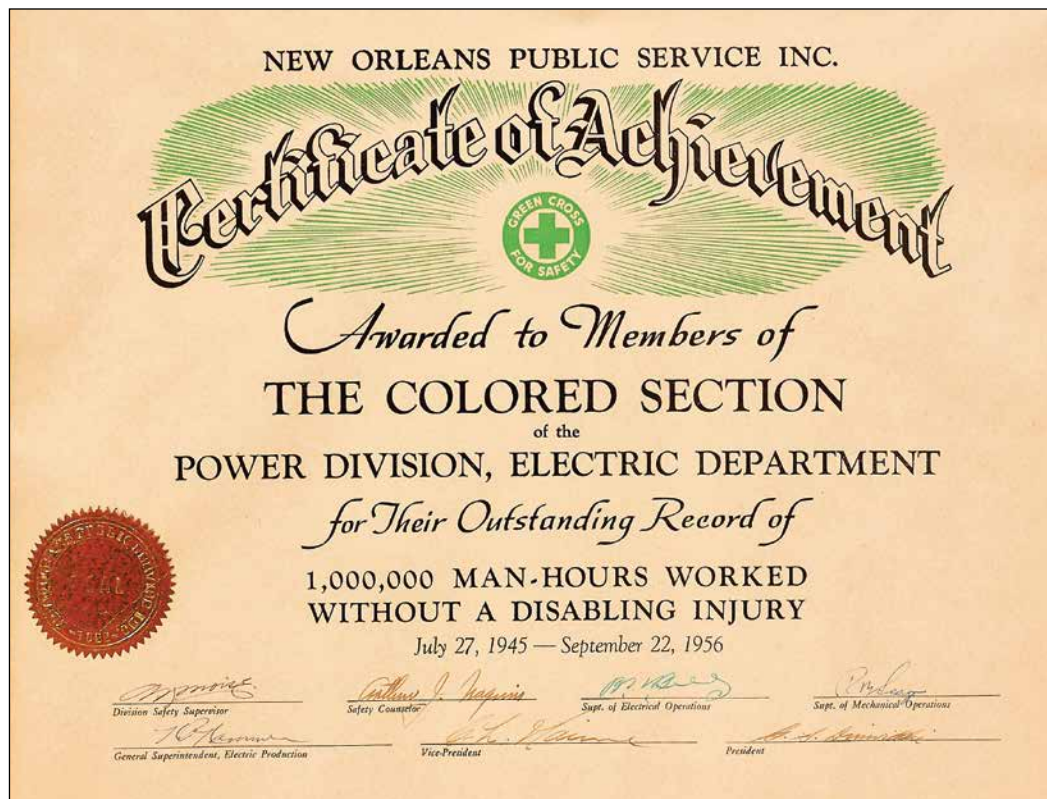 NEW ORLEANS PUBLIC SERVICE INC.
Certificate of Achievement
GREEN CROSS
FOR SAFETY
Awarded to Members of
THE COLORED SECTION
of the
POWER DIVISION, ELECTRIC DEPARTMENT
for Their Outstanding Record of
1,000,000 MAN-HOURS WORKED
WITHOUT A DISABLING INJURY
July 27, 1945 — September 22, 1956
Arthur J.
Division Safety Supervisor
Safety Counselor
Supt. of Electrical Operations
Supt. of Mechanical Operations
General Superintendent, Electric Production
Vice-President
President